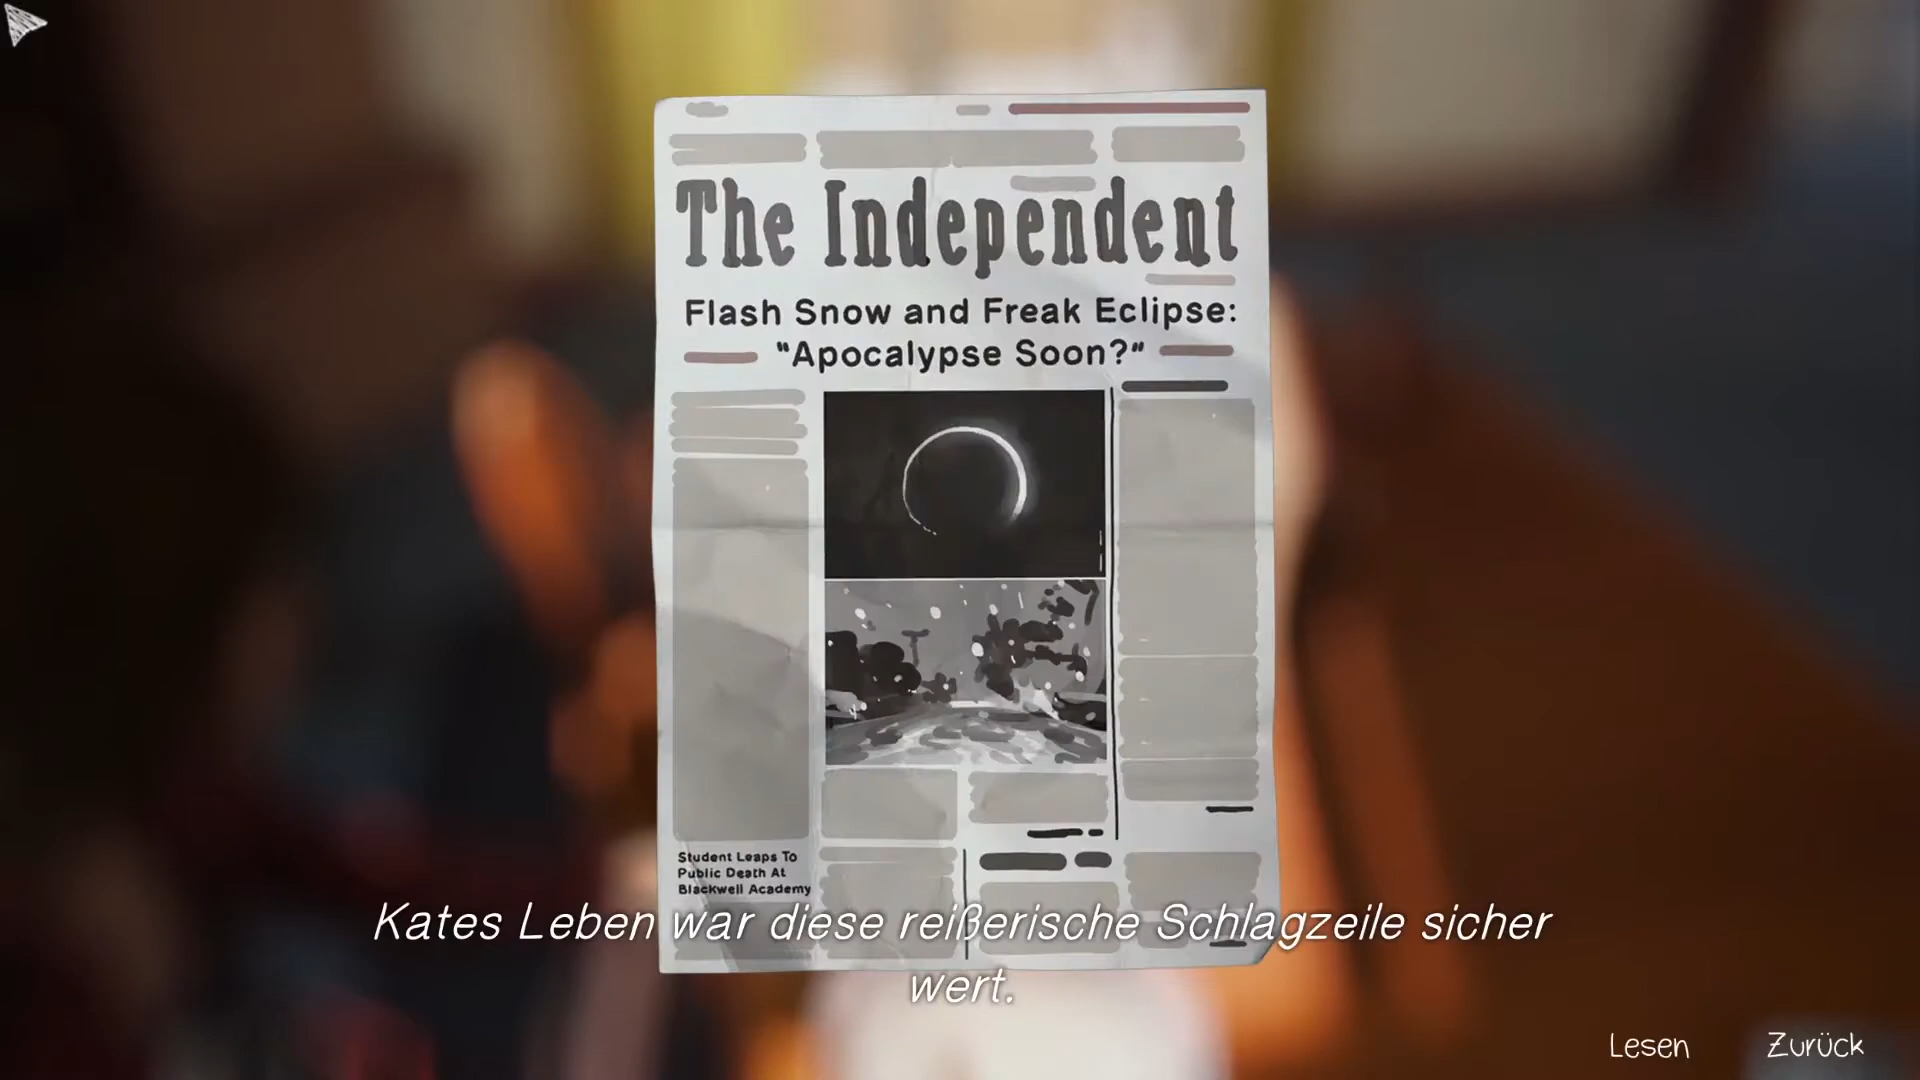 The Independent
Flash Snow and Freak Eclipse:
"Apocalypse Soon?"
Student Leaps To
Public Death At
Blackwell Academy
Kates Leben war diese reißerische Schlagzeile sicher
wert.
Lesen
Zurück